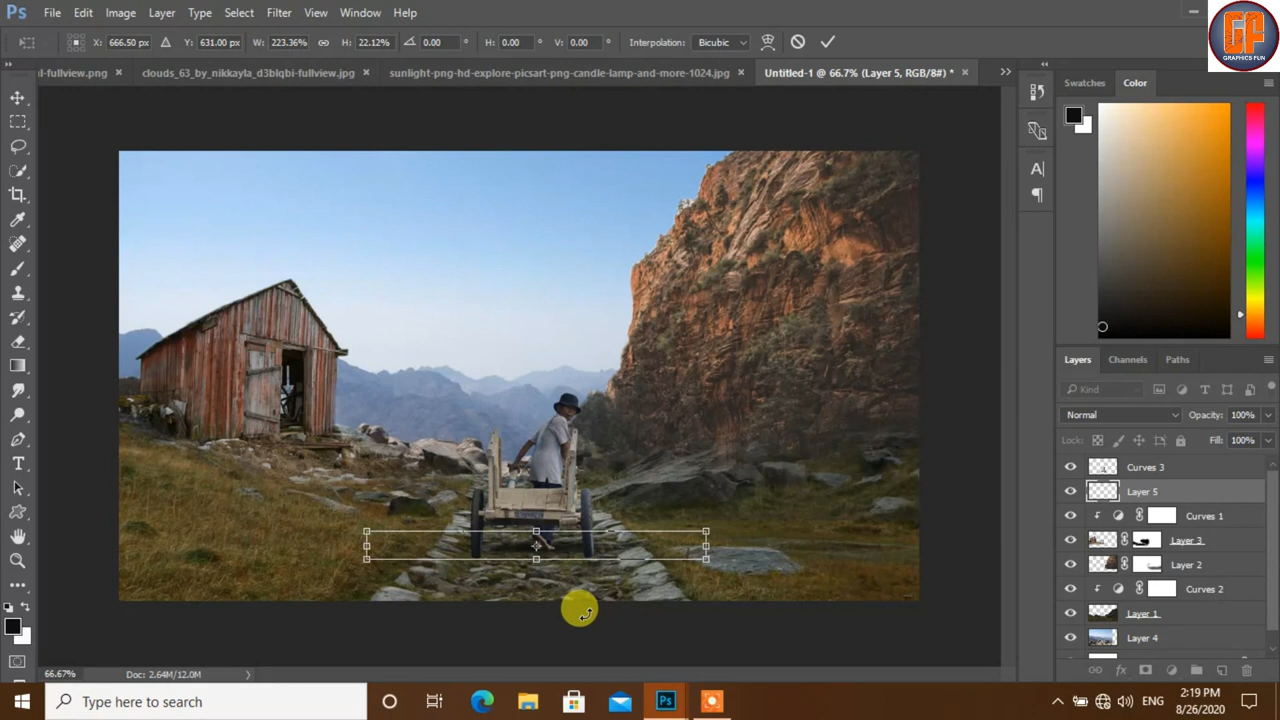 Ps File Edit Image Layer Type Select Filter View Window Help
GF
GRAPHICS FUN
X: 666.50 px Y: 631.00 px W: 223.36% H: 22.12% 0.00 ° H: 0.00 ° V: 0.00 ° Interpolation: Bicubic
ul-fullview.png × clouds_63_by_nikkayla_d3blqbi-fullview.jpg × sunlight-png-hd-explore-picsart-png-candle-lamp-and-more-1024.jpg × Untitled-1 @ 66.7% (Layer 5, RGB/8#) * ×
Swatches Color
Layers Channels Paths
Kind
Normal Opacity: 100%
Lock: Fill: 100%
Curves 3
Layer 5
Curves 1
Layer 3
Layer 2
Curves 2
Layer 1
Layer 4
66.67% Doc: 2.64M/12.0M
Type here to search
Ps
ENG
2:19 PM
8/26/2020